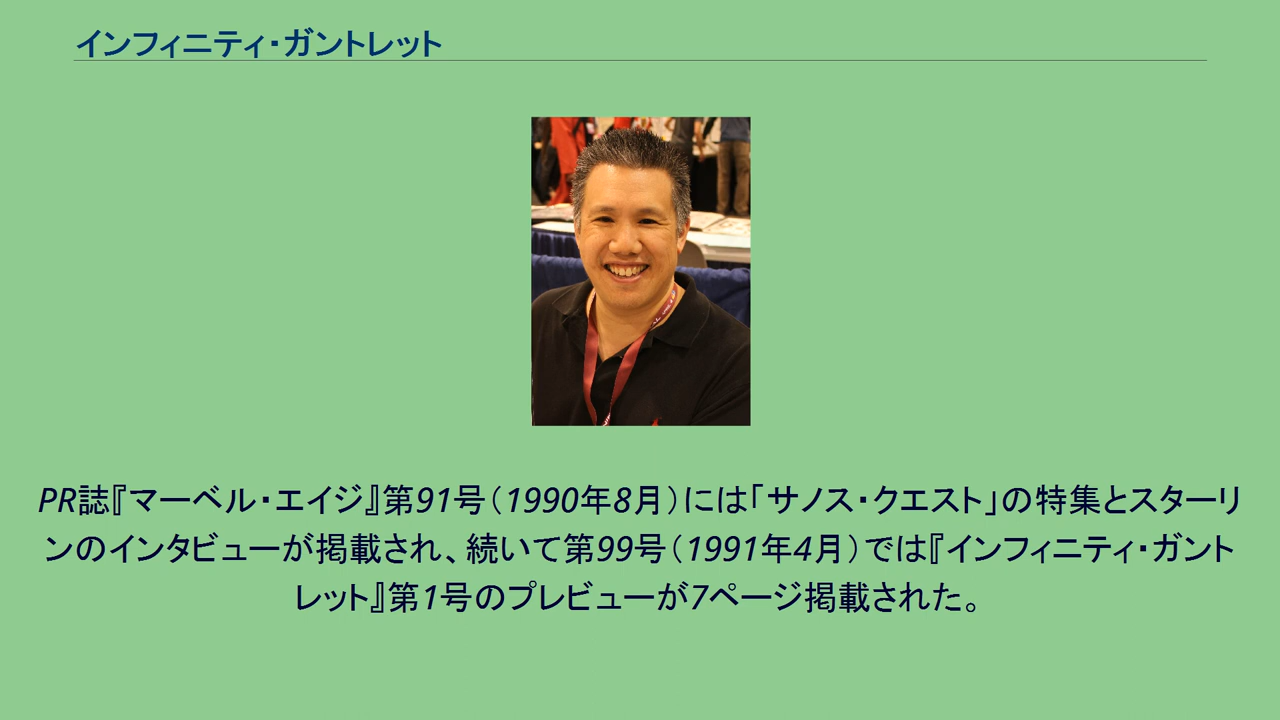 インフィニティ・ガントレット
PR誌『マーベル・エイジ』第91号（1990年8月）には「サノス・クエスト」の特集とスターリ
ンのインタビューが掲載され、続いて第99号（1991年4月）では『インフィニティ・ガント
レット』第1号のプレビューが7ページ掲載された。